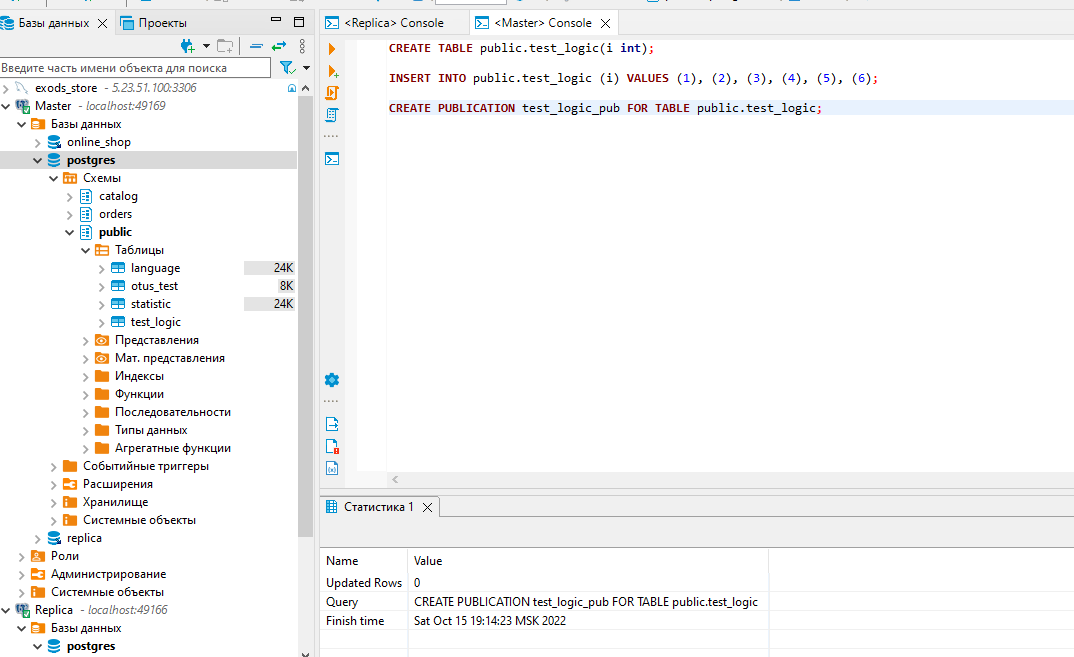 Базы данных
Проекты
Введите часть имени объекта для поиска
exods_store - 5.23.51.100:3306
Master - localhost:49169
Базы данных
online_shop
postgres
Схемы
catalog
orders
public
Таблицы
language 24K
otus_test 8K
statistic 24K
test_logic
Представления
Мат. представления
Индексы
Функции
Последовательности
Типы данных
Агрегатные функции
Событийные триггеры
Расширения
Хранилище
Системные объекты
replica
Роли
Администрирование
Системные объекты
Replica - localhost:49166
Базы данных
postgres
<Replica> Console
<Master> Console
CREATE TABLE public.test_logic(i int);
INSERT INTO public.test_logic (i) VALUES (1), (2), (3), (4), (5), (6);
CREATE PUBLICATION test_logic_pub FOR TABLE public.test_logic;
Статистика 1
Name Value
Updated Rows 0
Query CREATE PUBLICATION test_logic_pub FOR TABLE public.test_logic
Finish time Sat Oct 15 19:14:23 MSK 2022